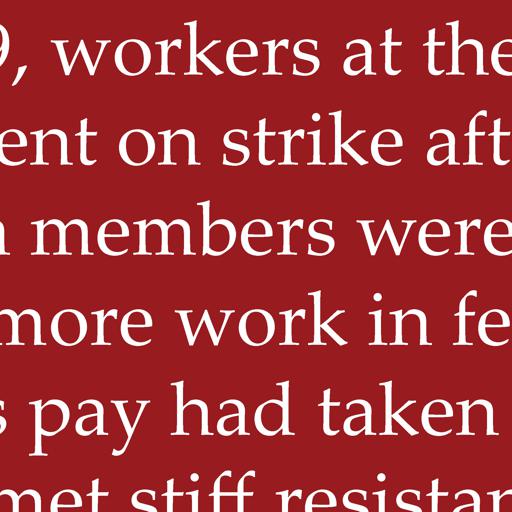 9, workers at the
ent on strike aft
members were
more work in fe
s pay had taken
met stiff resistan